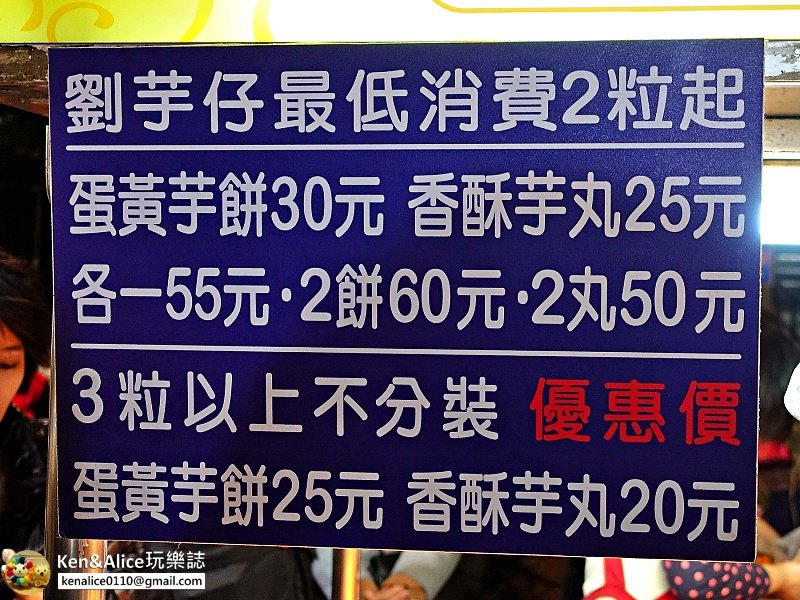 劉芋仔最低消費2粒起
蛋黃芋餅30元 香酥芋丸25元
各一55元·2餅60元·2丸50元
3粒以上不分裝 優惠價
蛋黃芋餅25元 香酥芋丸20元
Ken&Alice玩樂誌
kenalice0110@gmail.com